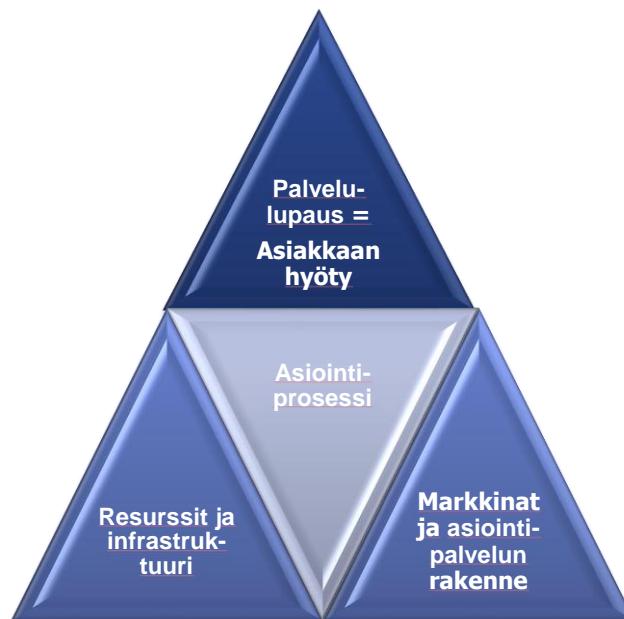 Palvelu-
lupaus =
Asiakkaan
hyöty
Asiointi-
prosessi
Resurssit ja
infrastruk-
tuuri
Markkinat
ja asiointi-
palvelun
rakenne